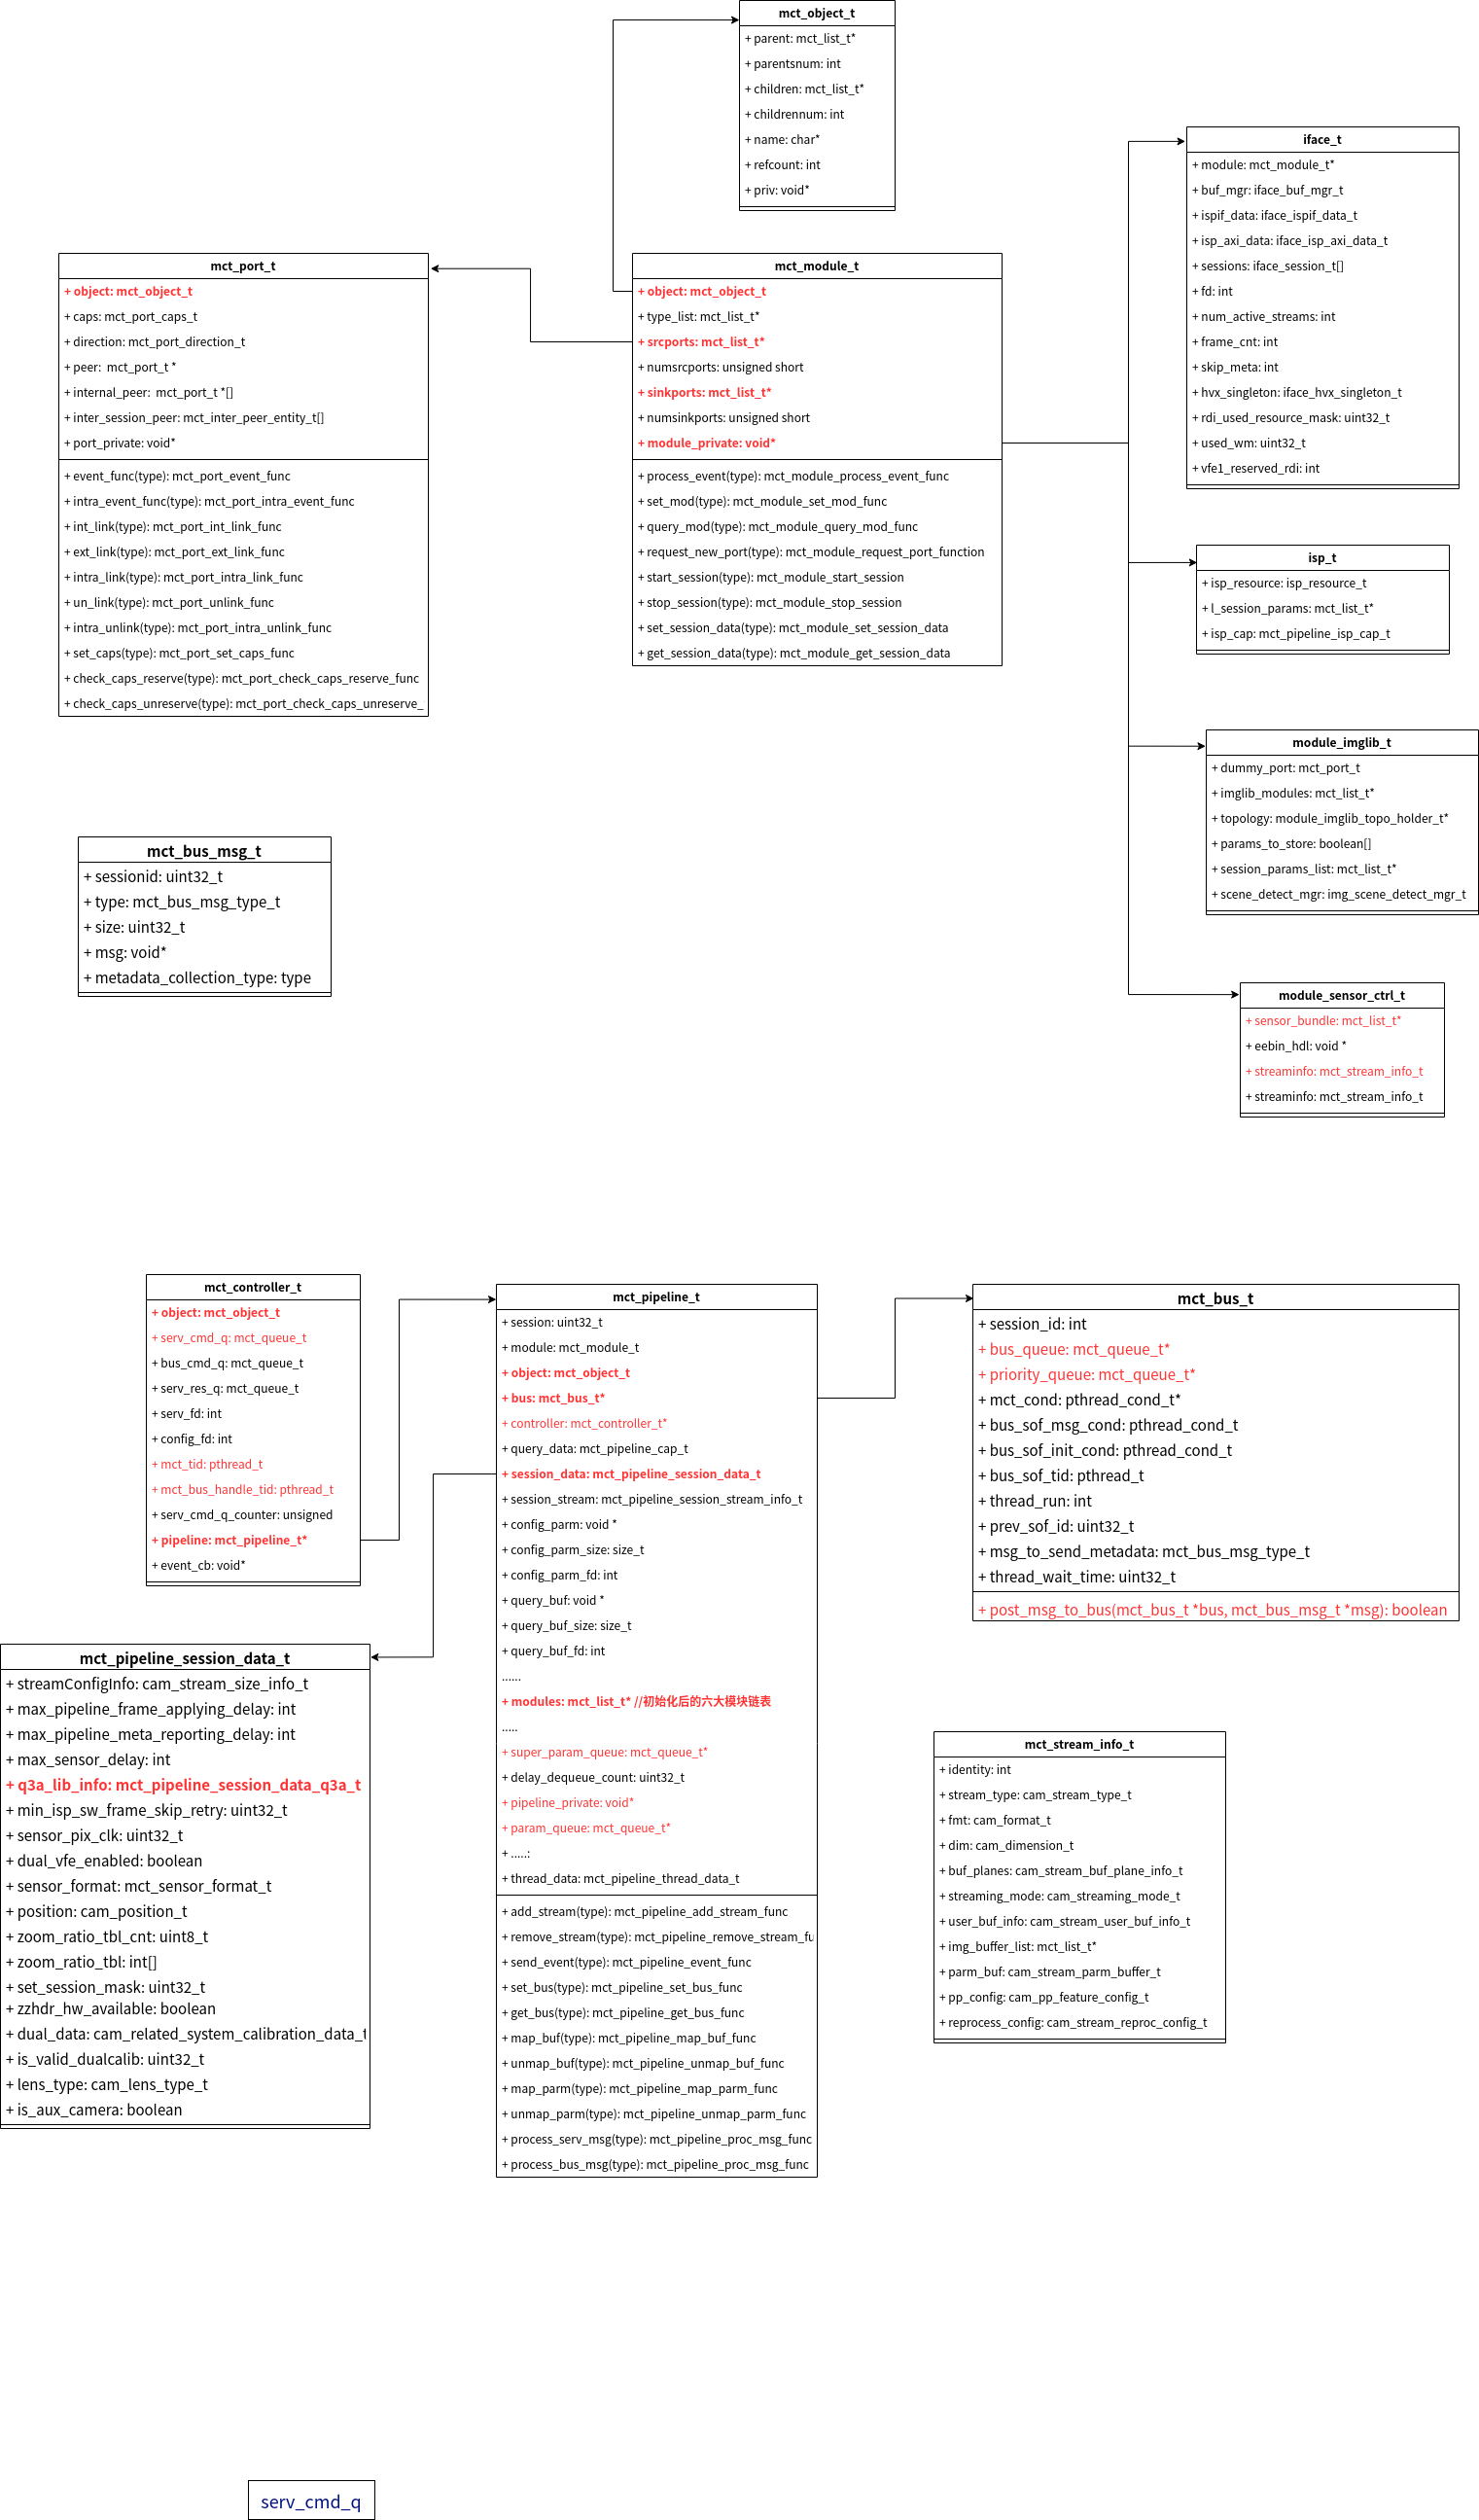 mct_object_t
+ parent: mct_list_t*
+ parentsnum: int
+ children: mct_list_t*
+ childrennum: int
+ name: char*
+ refcount: int
+ priv: void*
iface_t
+ module: mct_module_t*
+ buf_mgr: iface_buf_mgr_t
+ ispif_data: iface_ispif_data_t
+ isp_axi_data: iface_isp_axi_data_t
+ sessions: iface_session_t[]
+ fd: int
+ num_active_streams: int
+ frame_cnt: int
+ skip_meta: int
+ hvx_singleton: iface_hvx_singleton_t
+ rdi_used_resource_mask: uint32_t
+ used_wm: uint32_t
+ vfe1_reserved_rdi: int
mct_port_t
+ object: mct_object_t
+ caps: mct_port_caps_t
+ direction: mct_port_direction_t
+ peer:  mct_port_t *
+ internal_peer:  mct_port_t *[]
+ inter_session_peer: mct_inter_peer_entity_t[]
+ port_private: void*
+ event_func(type): mct_port_event_func
+ intra_event_func(type): mct_port_intra_event_func
+ int_link(type): mct_port_int_link_func
+ ext_link(type): mct_port_ext_link_func
+ intra_link(type): mct_port_intra_link_func
+ un_link(type): mct_port_unlink_func
+ intra_unlink(type): mct_port_intra_unlink_func
+ set_caps(type): mct_port_set_caps_func
+ check_caps_reserve(type): mct_port_check_caps_reserve_func
+ check_caps_unreserve(type): mct_port_check_caps_unreserve_
mct_module_t
+ object: mct_object_t
+ type_list: mct_list_t*
+ srcports: mct_list_t*
+ numsrcports: unsigned short
+ sinkports: mct_list_t*
+ numsinkports: unsigned short
+ module_private: void*
+ process_event(type): mct_module_process_event_func
+ set_mod(type): mct_module_set_mod_func
+ query_mod(type): mct_module_query_mod_func
+ request_new_port(type): mct_module_request_port_function
+ start_session(type): mct_module_start_session
+ stop_session(type): mct_module_stop_session
+ set_session_data(type): mct_module_set_session_data
+ get_session_data(type): mct_module_get_session_data
isp_t
+ isp_resource: isp_resource_t
+ l_session_params: mct_list_t*
+ isp_cap: mct_pipeline_isp_cap_t
module_imglib_t
+ dummy_port: mct_port_t
+ imglib_modules: mct_list_t*
+ topology: module_imglib_topo_holder_t*
+ params_to_store: boolean[]
+ session_params_list: mct_list_t*
+ scene_detect_mgr: img_scene_detect_mgr_t
mct_bus_msg_t
+ sessionid: uint32_t
+ type: mct_bus_msg_type_t
+ size: uint32_t
+ msg: void*
+ metadata_collection_type: type
module_sensor_ctrl_t
+ sensor_bundle: mct_list_t*
+ eebin_hdl: void *
+ streaminfo: mct_stream_info_t
+ streaminfo: mct_stream_info_t
mct_controller_t
+ object: mct_object_t
+ serv_cmd_q: mct_queue_t
+ bus_cmd_q: mct_queue_t
+ serv_res_q: mct_queue_t
+ serv_fd: int
+ config_fd: int
+ mct_tid: pthread_t
+ mct_bus_handle_tid: pthread_t
+ serv_cmd_q_counter: unsigned
+ pipeline: mct_pipeline_t*
+ event_cb: void*
mct_pipeline_t
+ session: uint32_t
+ module: mct_module_t
+ object: mct_object_t
+ bus: mct_bus_t*
+ controller: mct_controller_t*
+ query_data: mct_pipeline_cap_t
+ session_data: mct_pipeline_session_data_t
+ session_stream: mct_pipeline_session_stream_info_t
+ config_parm: void *
+ config_parm_size: size_t
+ config_parm_fd: int
+ query_buf: void *
+ query_buf_size: size_t
+ query_buf_fd: int
......
+ modules: mct_list_t* //初始化后的六大模块链表
.....
+ super_param_queue: mct_queue_t*
+ delay_dequeue_count: uint32_t
+ pipeline_private: void*
+ param_queue: mct_queue_t*
+ .....:
+ thread_data: mct_pipeline_thread_data_t
+ add_stream(type): mct_pipeline_add_stream_func
+ remove_stream(type): mct_pipeline_remove_stream_fu
+ send_event(type): mct_pipeline_event_func
+ set_bus(type): mct_pipeline_set_bus_func
+ get_bus(type): mct_pipeline_get_bus_func
+ map_buf(type): mct_pipeline_map_buf_func
+ unmap_buf(type): mct_pipeline_unmap_buf_func
+ map_parm(type): mct_pipeline_map_parm_func
+ unmap_parm(type): mct_pipeline_unmap_parm_func
+ process_serv_msg(type): mct_pipeline_proc_msg_func
+ process_bus_msg(type): mct_pipeline_proc_msg_func
mct_bus_t
+ session_id: int
+ bus_queue: mct_queue_t*
+ priority_queue: mct_queue_t*
+ mct_cond: pthread_cond_t*
+ bus_sof_msg_cond: pthread_cond_t
+ bus_sof_init_cond: pthread_cond_t
+ bus_sof_tid: pthread_t
+ thread_run: int
+ prev_sof_id: uint32_t
+ msg_to_send_metadata: mct_bus_msg_type_t
+ thread_wait_time: uint32_t
+ post_msg_to_bus(mct_bus_t *bus, mct_bus_msg_t *msg): boolean
mct_pipeline_session_data_t
+ streamConfigInfo: cam_stream_size_info_t
+ max_pipeline_frame_applying_delay: int
+ max_pipeline_meta_reporting_delay: int
+ max_sensor_delay: int
+ q3a_lib_info: mct_pipeline_session_data_q3a_t
+ min_isp_sw_frame_skip_retry: uint32_t
+ sensor_pix_clk: uint32_t
+ dual_vfe_enabled: boolean
+ sensor_format: mct_sensor_format_t
+ position: cam_position_t
+ zoom_ratio_tbl_cnt: uint8_t
+ zoom_ratio_tbl: int[]
+ set_session_mask: uint32_t
+ zzhdr_hw_available: boolean
+ dual_data: cam_related_system_calibration_data_t
+ is_valid_dualcalib: uint32_t
+ lens_type: cam_lens_type_t
+ is_aux_camera: boolean
mct_stream_info_t
+ identity: int
+ stream_type: cam_stream_type_t
+ fmt: cam_format_t
+ dim: cam_dimension_t
+ buf_planes: cam_stream_buf_plane_info_t
+ streaming_mode: cam_streaming_mode_t
+ user_buf_info: cam_stream_user_buf_info_t
+ img_buffer_list: mct_list_t*
+ parm_buf: cam_stream_parm_buffer_t
+ pp_config: cam_pp_feature_config_t
+ reprocess_config: cam_stream_reproc_config_t
serv_cmd_q